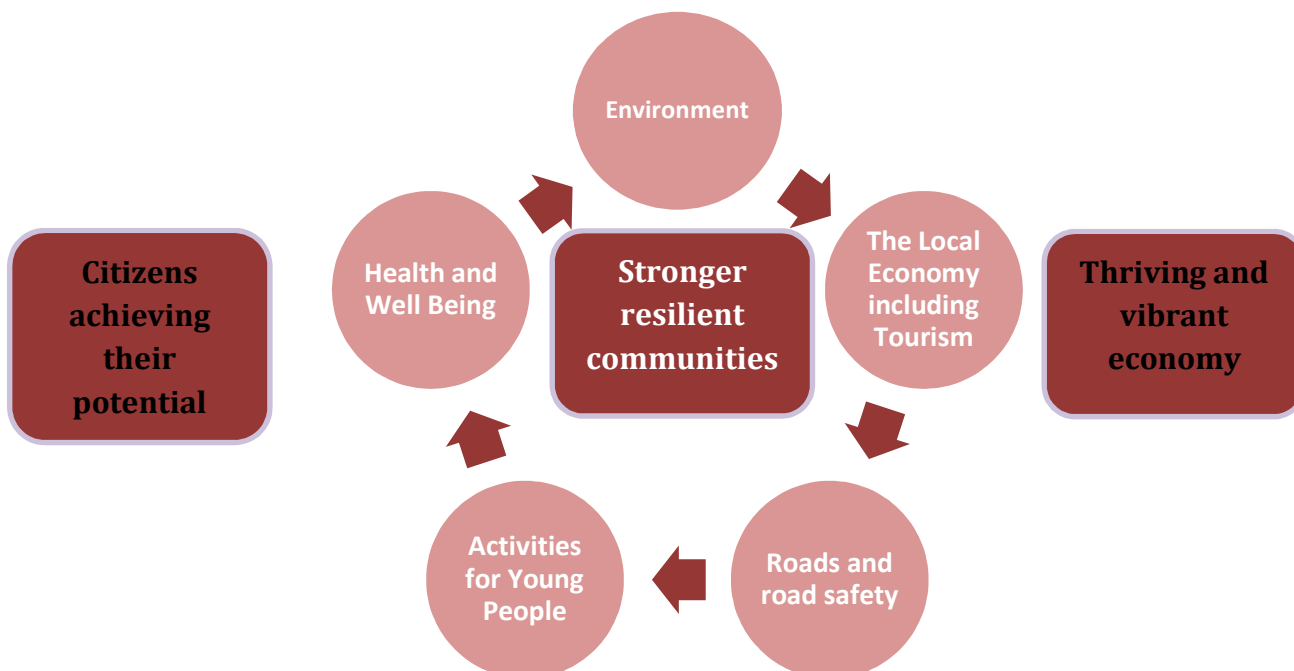 Environment
Citizens
achieving
their
potential
Health and
Well Being
Stronger
resilient
communities
The Local
Economy
including
Tourism
Thriving and
vibrant
economy
Activities
for Young
People
Roads and
road safety